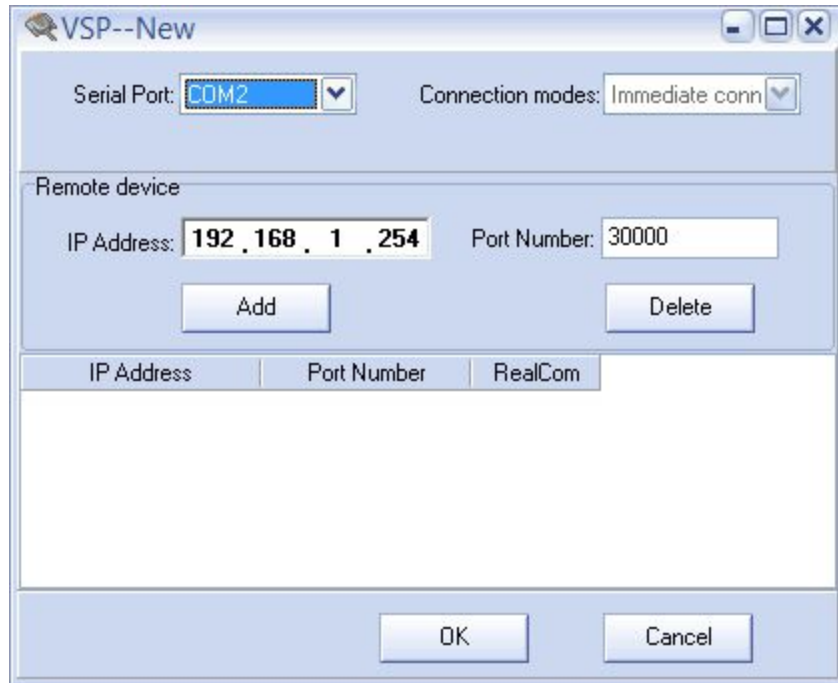 VSP--New
Serial Port: COM2 Connection modes: Immediate conn
Remote device
IP Address: 192 . 168 . 1 . 254 Port Number: 30000
Add Delete
IP Address Port Number RealCom
OK Cancel